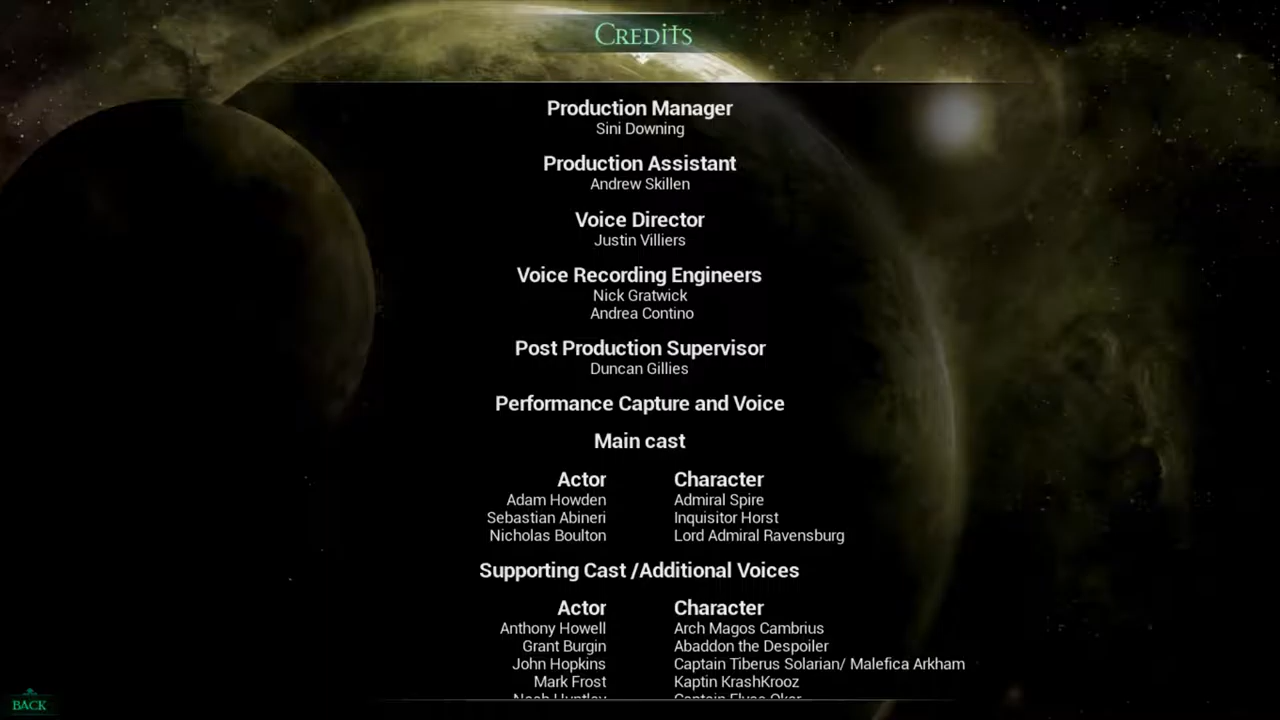 Credits
Production Manager
Sini Downing
Production Assistant
Andrew Skillen
Voice Director
Justin Villiers
Voice Recording Engineers
Nick Gratwick
Andrea Contino
Post Production Supervisor
Duncan Gillies
Performance Capture and Voice
Main cast
Actor Character
Adam Howden Admiral Spire
Sebastian Abineri Inquisitor Horst
Nicholas Boulton Lord Admiral Ravensburg
Supporting Cast /Additional Voices
Actor Character
Anthony Howell Arch Magos Cambrius
Grant Burgin Abaddon the Despoiler
John Hopkins Captain Tiberus Solarian/ Malefica Arkham
Mark Frost Kaptin KrashKrooz
BACK